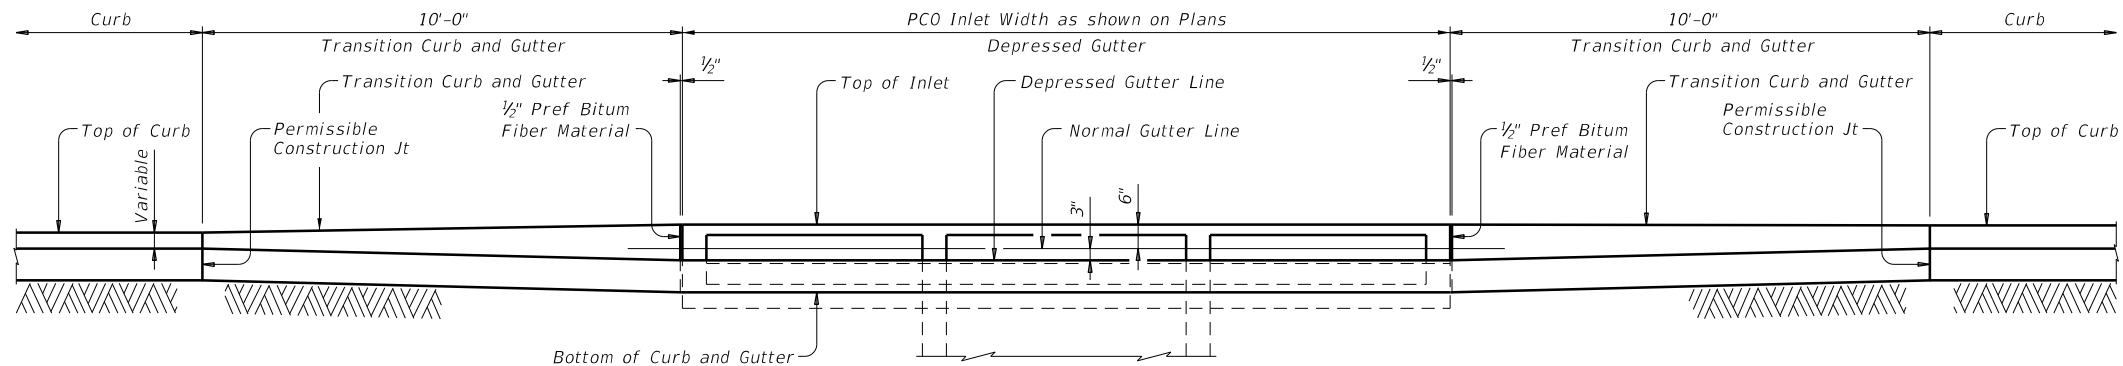 Curb
10'-0"
PCO Inlet Width as shown on Plans
10'-0"
Curb
Transition Curb and Gutter
Depressed Gutter
Transition Curb and Gutter
½"
½"
Transition Curb and Gutter
Top of Inlet
Depressed Gutter Line
Transition Curb and Gutter
½" Pref Bitum
Fiber Material
Permissible
Construction Jt
Top of Curb
Permissible
Construction Jt
Normal Gutter Line
½" Pref Bitum
Fiber Material
Top of Curb
Variable
3"
6"
Bottom of Curb and Gutter